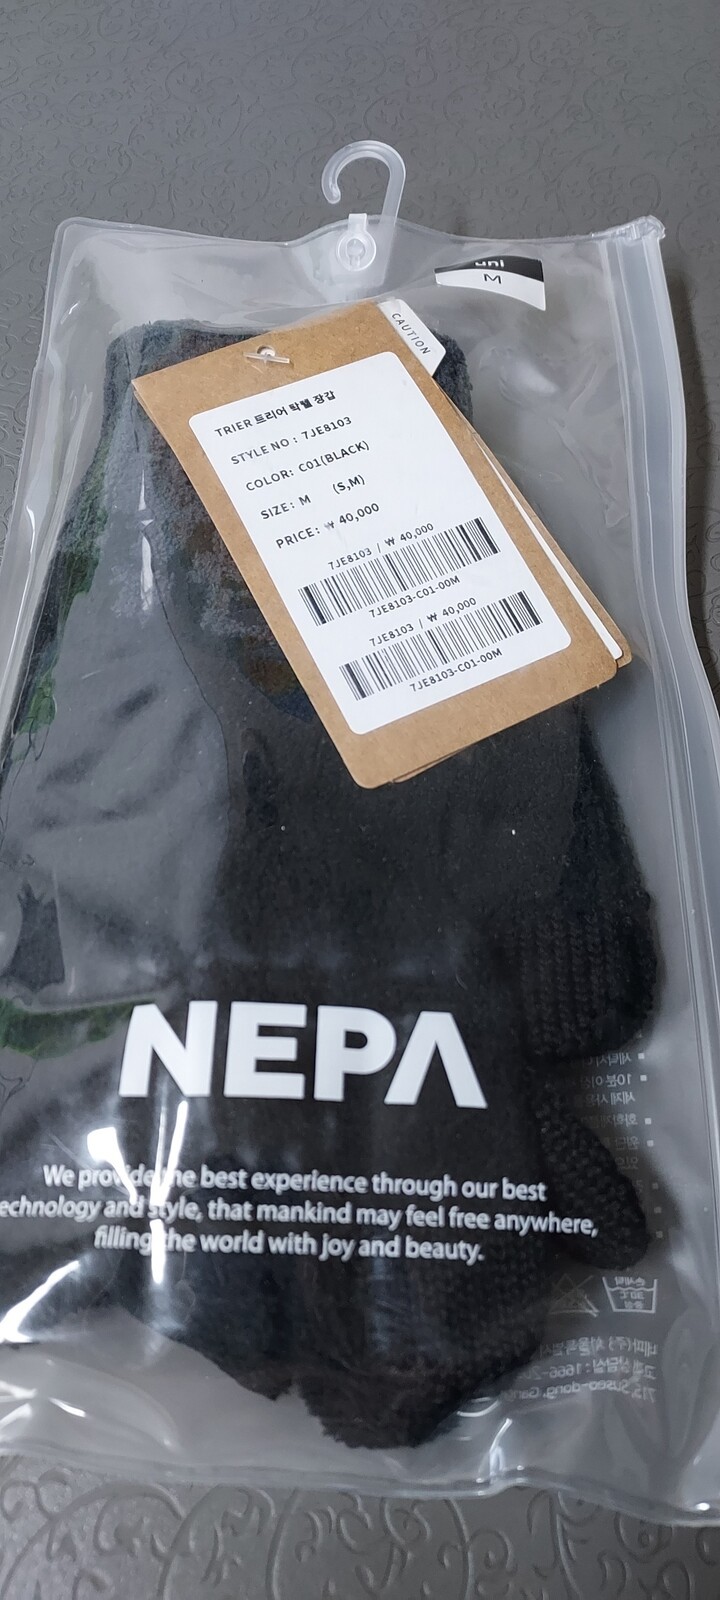 uni
M
CAUTION
TRIER 트리어 탁텔 장갑
STYLE NO : 7JE8103
COLOR: C01(BLACK)
SIZE: M (S,M)
PRICE: ₩ 40,000
7JE8103 / ₩ 40,000
7JE8103-C01-00M
7JE8103 / ₩ 40,000
7JE8103-C01-00M
NEPA
We provide the best experience through our best
echnology and style, that mankind may feel free anywhere,
filling the world with joy and beauty.